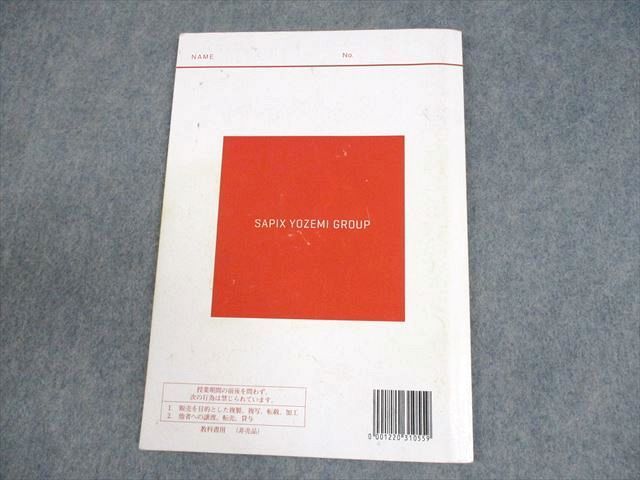 NAME No.
SAPIX YOZEMI GROUP
授業期間の前後を問わず、
次の行為は禁じられています。
1. 販売を目的とした複製、複写、転載、加工
2. 他者への譲渡、転売、貸与
教科書用 (非売品)
0001220310559